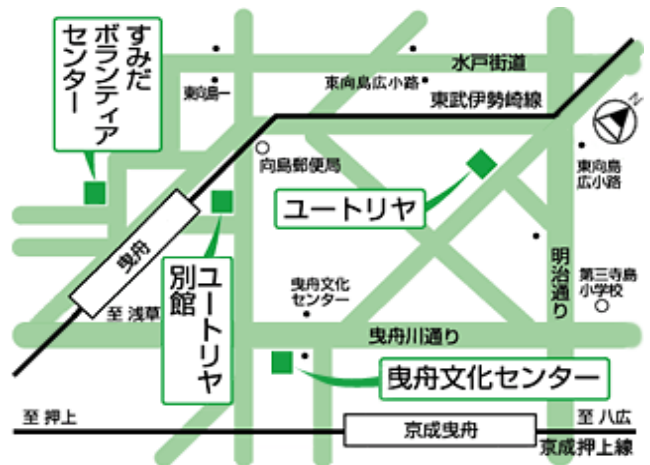 すみだ
ボランティア
センター
水戸街道
東向島一
東向島広小路
東武伊勢崎線
N
向島郵便局
東向島
広小路
ユートリヤ
曳舟
ユートリヤ
別館
曳舟文化
センター
明治通り
第三寺島
小学校
至 浅草
曳舟川通り
曳舟文化センター
至 押上
京成曳舟
至 八広
京成押上線